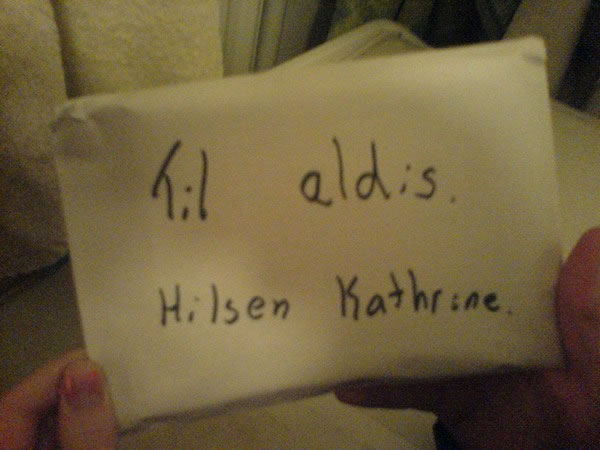 Til aldis.
Hilsen Kathrine.